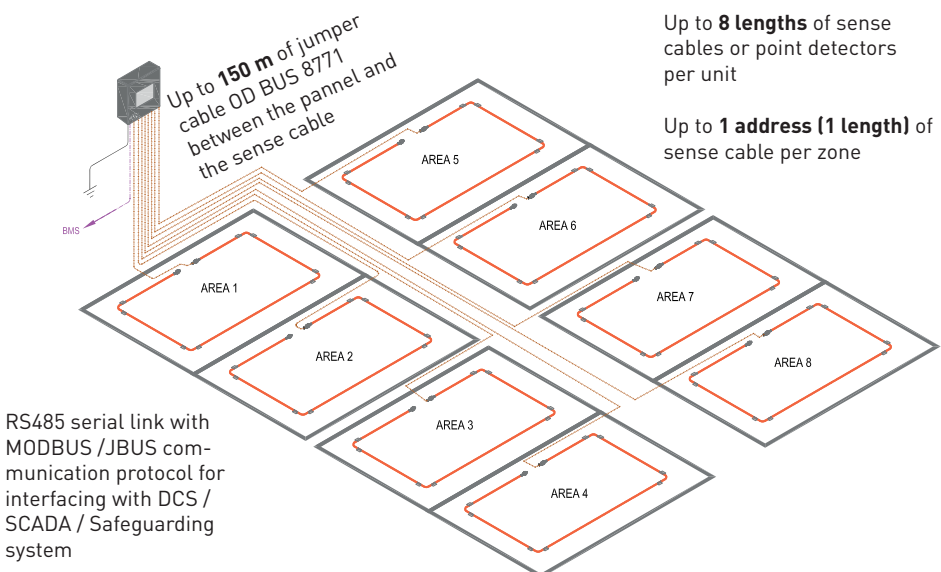 Up to 150 m of jumper
cable OD BUS 8771
between the pannel and
the sense cable
Up to 8 lengths of sense
cables or point detectors
per unit
Up to 1 address (1 length) of
sense cable per zone
BMS
AREA 5
AREA 6
AREA 1
AREA 7
AREA 2
AREA 8
AREA 3
AREA 4
RS485 serial link with
MODBUS /JBUS com-
munication protocol for
interfacing with DCS /
SCADA / Safeguarding
system